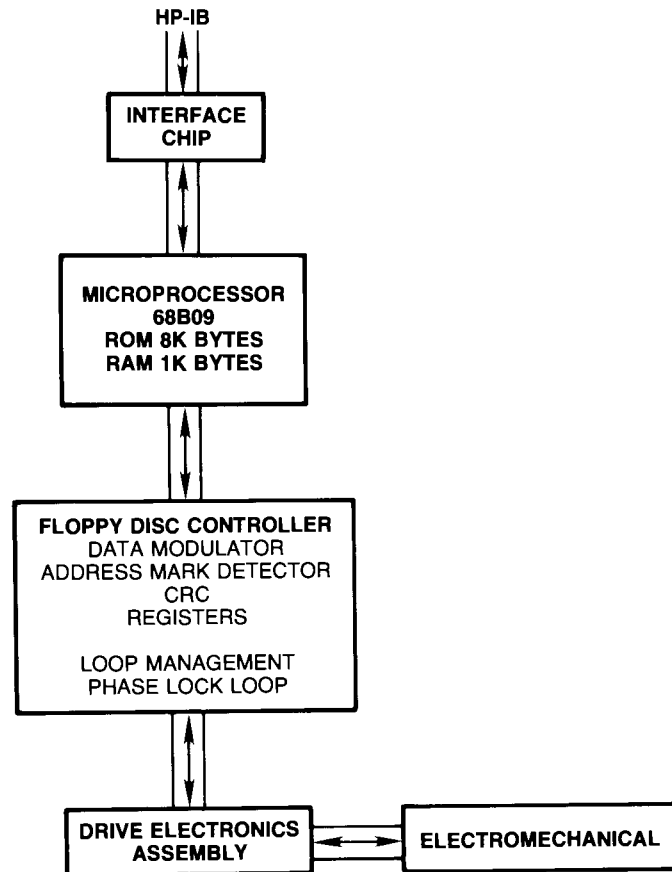 HP-IB
INTERFACE
CHIP
MICROPROCESSOR
68B09
ROM 8K BYTES
RAM 1K BYTES
FLOPPY DISC CONTROLLER
DATA MODULATOR
ADDRESS MARK DETECTOR
CRC
REGISTERS
LOOP MANAGEMENT
PHASE LOCK LOOP
DRIVE ELECTRONICS
ASSEMBLY
ELECTROMECHANICAL